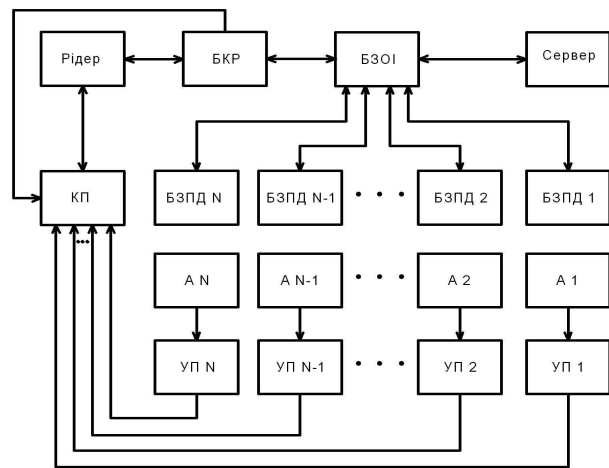 Рідер БКР БЗОІ Сервер
КП БЗПД N БЗПД N-1 БЗПД 2 БЗПД 1
А N А N-1 А 2 А 1
УП N УП N-1 УП 2 УП 1